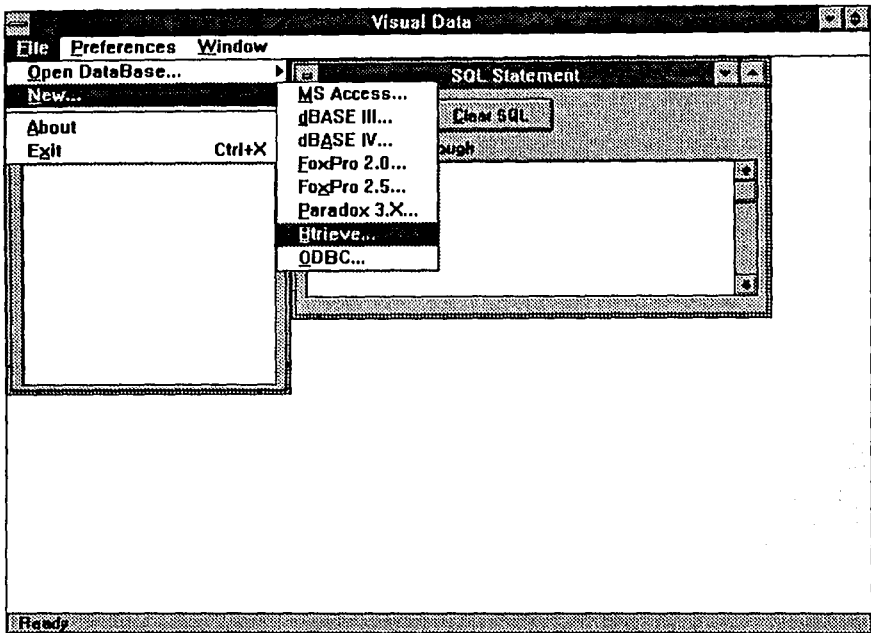 Visual Data
File Preferences Window
Open DataBase...
New...
About
Exit Ctrl+X
MS Access...
dBASE III...
dBASE IV...
FoxPro 2.0...
FoxPro 2.5...
Paradox 3.X...
Btrieve...
ODBC...
SQL Statement
Clear SQL
ough
Ready